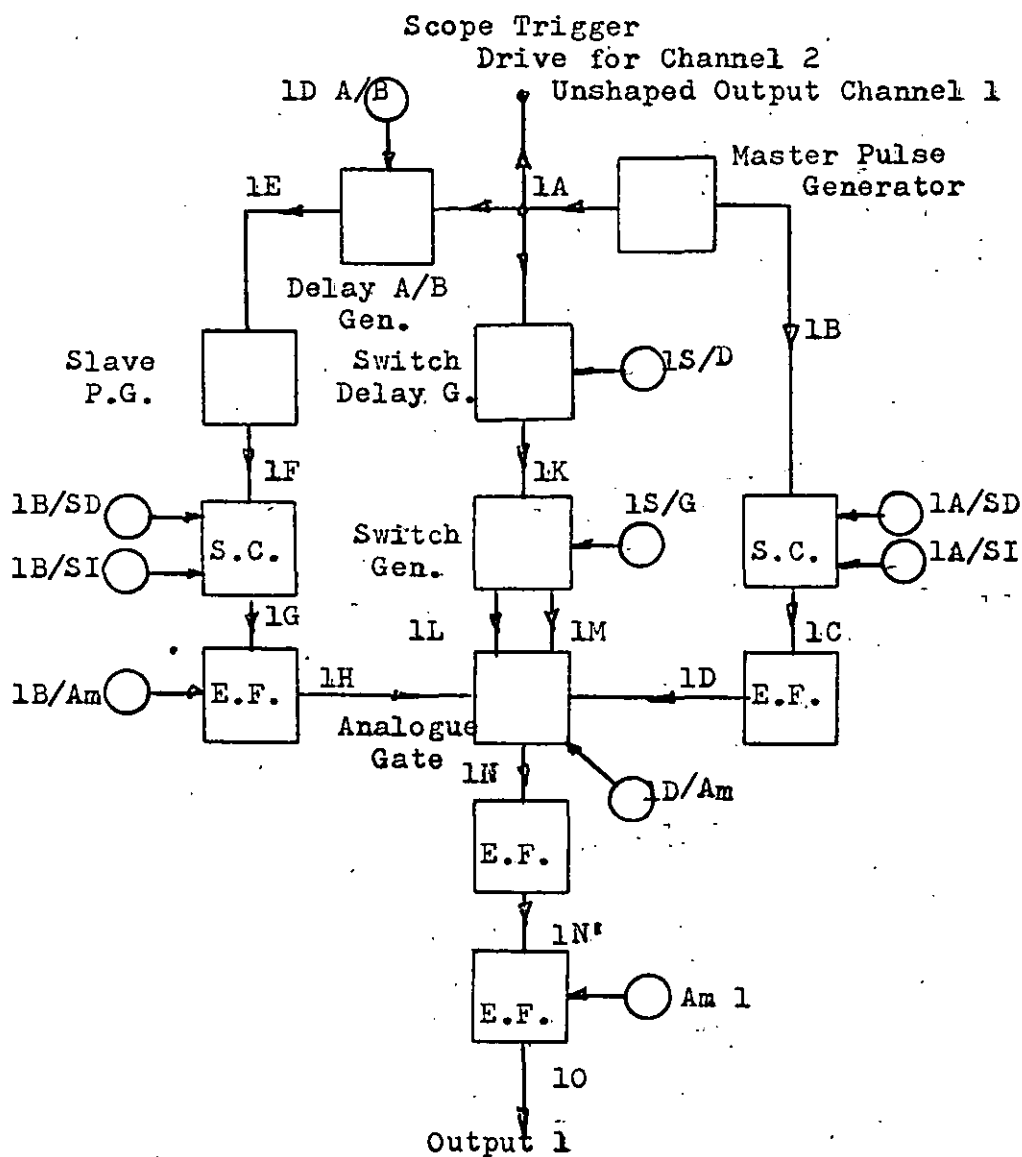 Scope Trigger
Drive for Channel 2
Unshaped Output Channel 1
1D A/B
Master Pulse
Generator
1E
1A
Delay A/B
Gen.
1B
Slave
P.G.
Switch
Delay G.
1S/D
1F
1K
1B/SD
1S/G
1A/SD
S.C.
Switch
Gen.
S.C.
1B/SI
1A/SI
1G
1L
1M
1C
1B/Am
E.F.
1H
1D
E.F.
Analogue
Gate
1N
1D/Am
E.F.
1N'
E.F.
Am 1
1O
Output 1